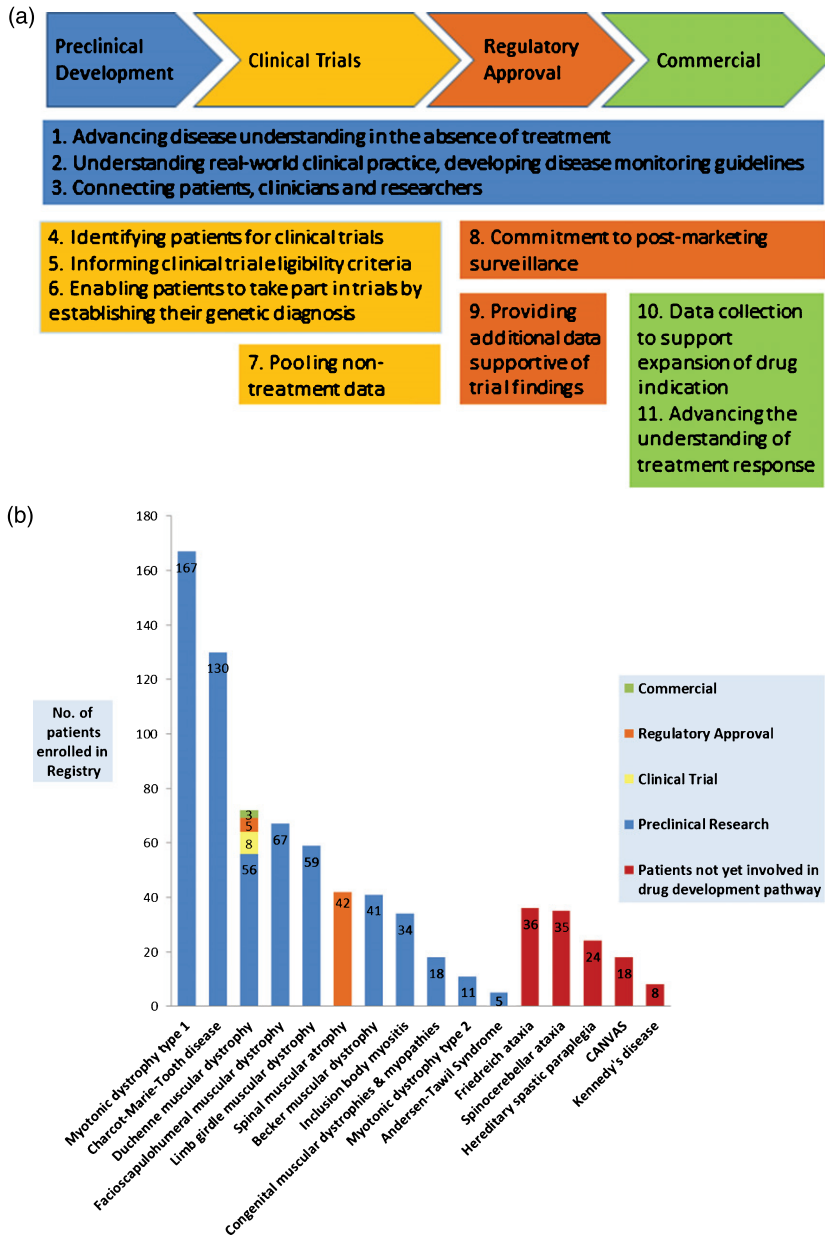 (a)
Preclinical
Development
Clinical Trials
Regulatory
Approval
Commercial
1. Advancing disease understanding in the absence of treatment
2. Understanding real-world clinical practice, developing disease monitoring guidelines
3. Connecting patients, clinicians and researchers
4. Identifying patients for clinical trials
5. Informing clinical triale ligibility criteria
6. Enabling patients to take part in trials by
establishing their genetic diagnosis
7. Pooling non-
treatment data
8. Commitment to post-marketing
surveillance
9. Providing
additional data
supportive of
trial findings
10. Data collection
to support
expansion of drug
indication
11. Advancing the
understanding of
treatment response
(b)
No. of
patients
enrolled in
Registry
180
160
140
120
100
80
60
40
20
0
167
130
3
5
8
56
67
59
42
41
34
18
11
5
36
35
24
18
8
Myotonic dystrophy type 1
Charcot-Marie-Tooth disease
Duchenne muscular dystrophy
Facioscapulohumeral muscular dystrophy
Limb girdle muscular dystrophy
Spinal muscular atrophy
Becker muscular dystrophy
Inclusion body myositis
Congenital muscular dystrophies & myopathies
Myotonic dystrophy type 2
Andersen-Tawil Syndrome
Friedreich ataxia
Spinocerebellar ataxia
Hereditary spastic paraplegia
CANVAS
Kennedy's disease
Commercial
Regulatory Approval
Clinical Trial
Preclinical Research
Patients not yet involved in
drug development pathway